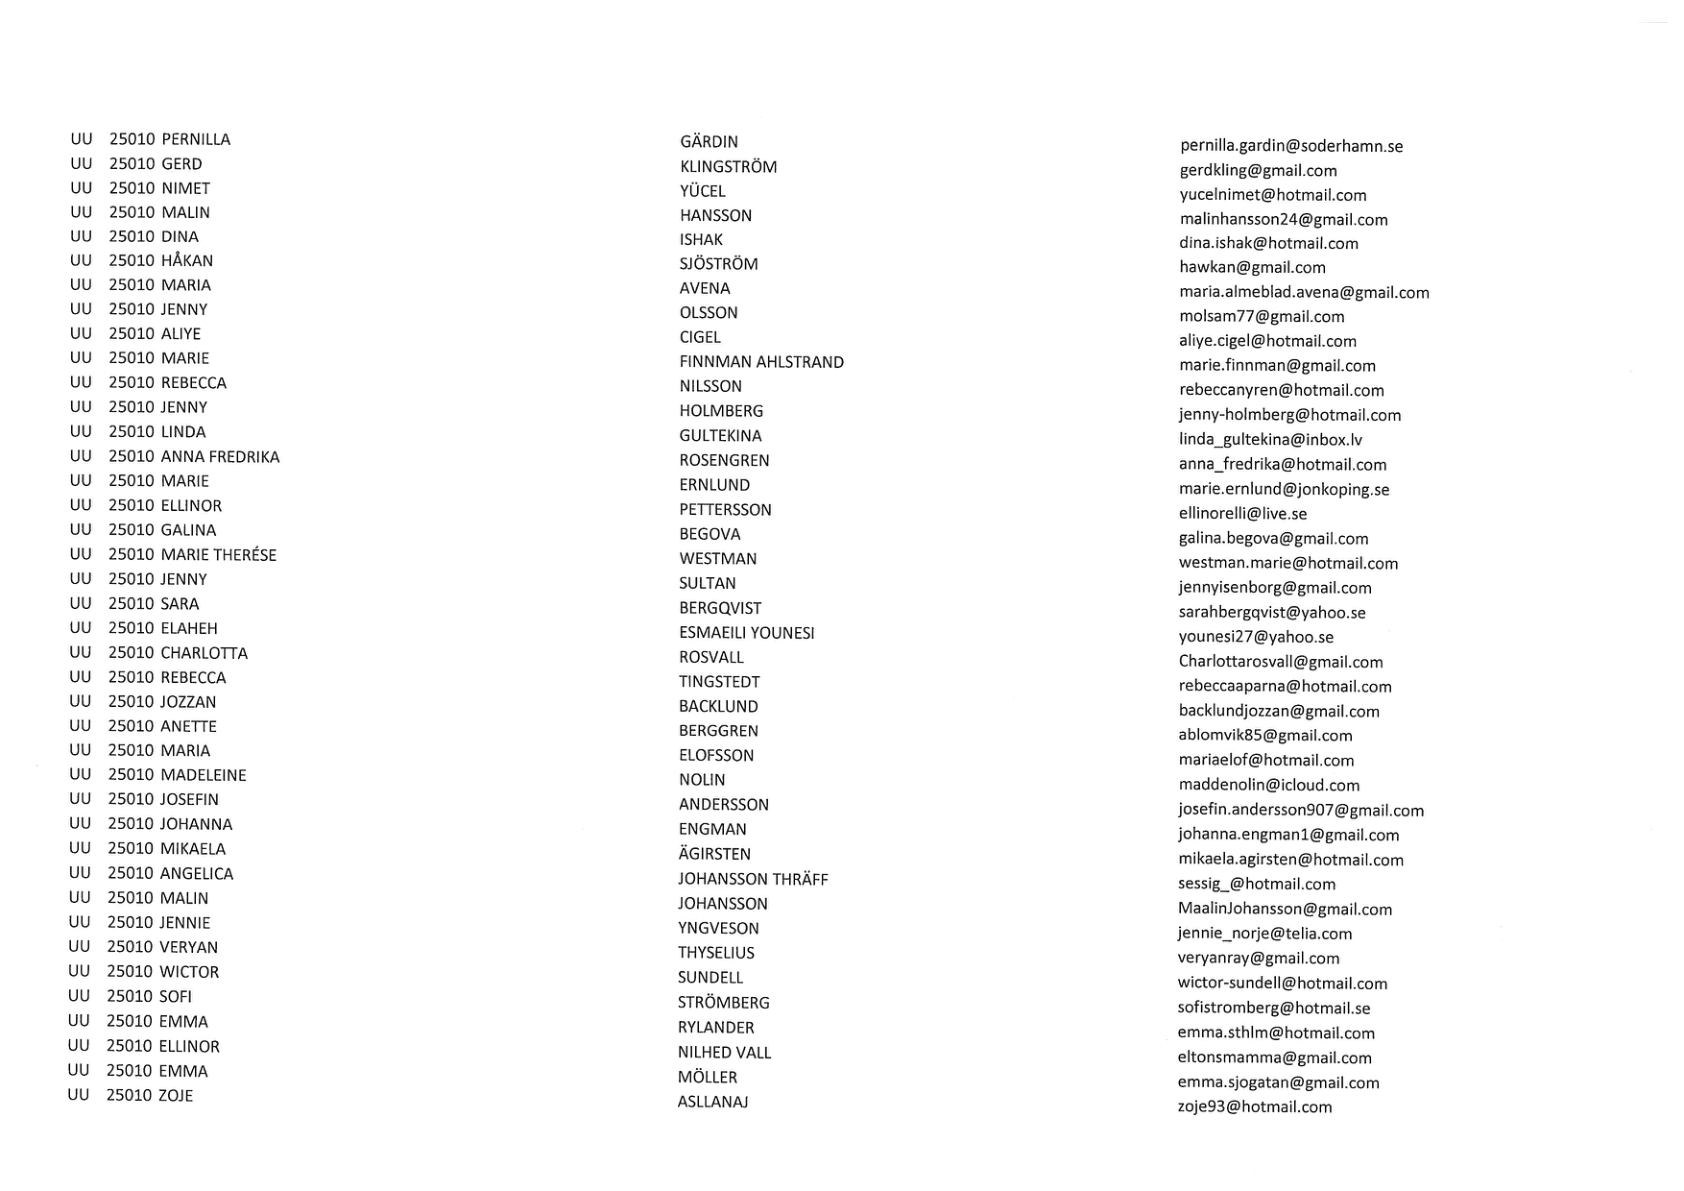 UU 25010 PERNILLA GÄRDIN pernilla.gardin@soderhamn.se
UU 25010 GERD KLINGSTRÖM gerdkling@gmail.com
UU 25010 NIMET YÜCEL yucelnimet@hotmail.com
UU 25010 MALIN HANSSON malinhansson24@gmail.com
UU 25010 DINA ISHAK dina.ishak@hotmail.com
UU 25010 HÅKAN SJÖSTRÖM hawkan@gmail.com
UU 25010 MARIA AVENA maria.almeblad.avena@gmail.com
UU 25010 JENNY OLSSON molsam77@gmail.com
UU 25010 ALIYE CIGEL aliye.cigel@hotmail.com
UU 25010 MARIE FINNMAN AHLSTRAND marie.finnman@gmail.com
UU 25010 REBECCA NILSSON rebeccanyren@hotmail.com
UU 25010 JENNY HOLMBERG jenny-holmberg@hotmail.com
UU 25010 LINDA GULTEKINA linda_gultekina@inbox.lv
UU 25010 ANNA FREDRIKA ROSENGREN anna_fredrika@hotmail.com
UU 25010 MARIE ERNLUND marie.ernlund@jonkoping.se
UU 25010 ELLINOR PETTERSSON ellinorelli@live.se
UU 25010 GALINA BEGOVA galina.begova@gmail.com
UU 25010 MARIE THERÉSE WESTMAN westman.marie@hotmail.com
UU 25010 JENNY SULTAN jennyisenborg@gmail.com
UU 25010 SARA BERGQVIST sarahbergqvist@yahoo.se
UU 25010 ELAHEH ESMAEILI YOUNESI younesi27@yahoo.se
UU 25010 CHARLOTTA ROSVALL Charlottarosvall@gmail.com
UU 25010 REBECCA TINGSTEDT rebeccaaparna@hotmail.com
UU 25010 JOZZAN BACKLUND backlundjozzan@gmail.com
UU 25010 ANETTE BERGGREN ablomvik85@gmail.com
UU 25010 MARIA ELOFSSON mariaelof@hotmail.com
UU 25010 MADELEINE NOLIN maddenolin@icloud.com
UU 25010 JOSEFIN ANDERSSON josefin.andersson907@gmail.com
UU 25010 JOHANNA ENGMAN johanna.engman1@gmail.com
UU 25010 MIKAELA ÄGIRSTEN mikaela.agirsten@hotmail.com
UU 25010 ANGELICA JOHANSSON THRÄFF sessig_@hotmail.com
UU 25010 MALIN JOHANSSON MaalinJohansson@gmail.com
UU 25010 JENNIE YNGVESON jennie_norje@telia.com
UU 25010 VERYAN THYSELIUS veryanray@gmail.com
UU 25010 WICTOR SUNDELL wictor-sundell@hotmail.com
UU 25010 SOFI STRÖMBERG sofistromberg@hotmail.se
UU 25010 EMMA RYLANDER emma.sthlm@hotmail.com
UU 25010 ELLINOR NILHED VALL eltonsmamma@gmail.com
UU 25010 EMMA MÖLLER emma.sjogatan@gmail.com
UU 25010 ZOJE ASLLANAJ zoje93@hotmail.com